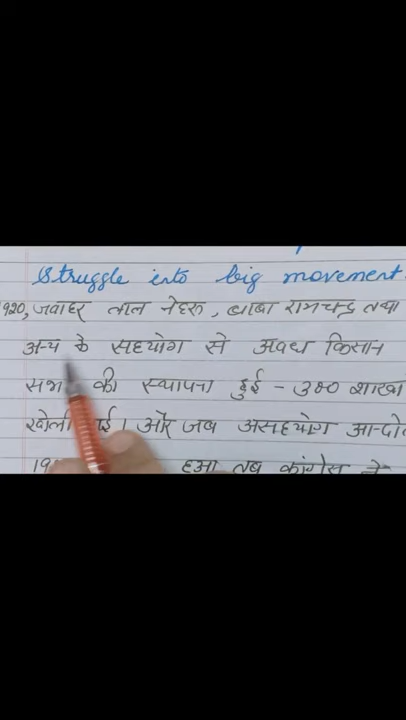 Struggle into big movement
1920, जवाहर लाल नेहरु, बाबा रामचन्द्र तथा
अन्य के सहयोग से अवध किसान
सभा की स्थापना हुई - 300 शाखा
खोली गई। और जब असहयोग आन्दो
हुआ तब कांग्रेस ने